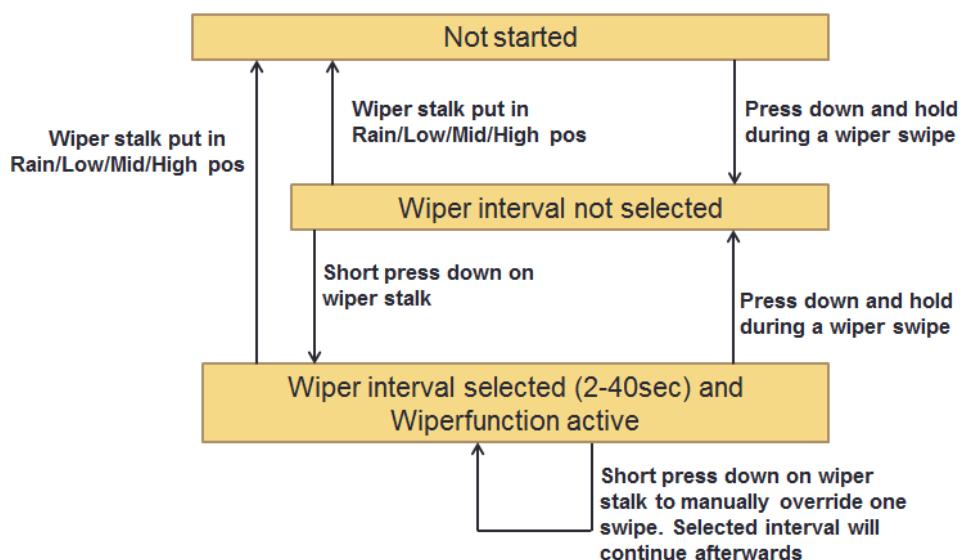 Not started
Wiper stalk put in
Rain/Low/Mid/High pos
Press down and hold
during a wiper swipe
Wiper stalk put in
Rain/Low/Mid/High pos
Wiper interval not selected
Short press down on
wiper stalk
Press down and hold
during a wiper swipe
Wiper interval selected (2-40sec) and
Wiperfunction active
Short press down on wiper
stalk to manually override one
swipe. Selected interval will
continue afterwards